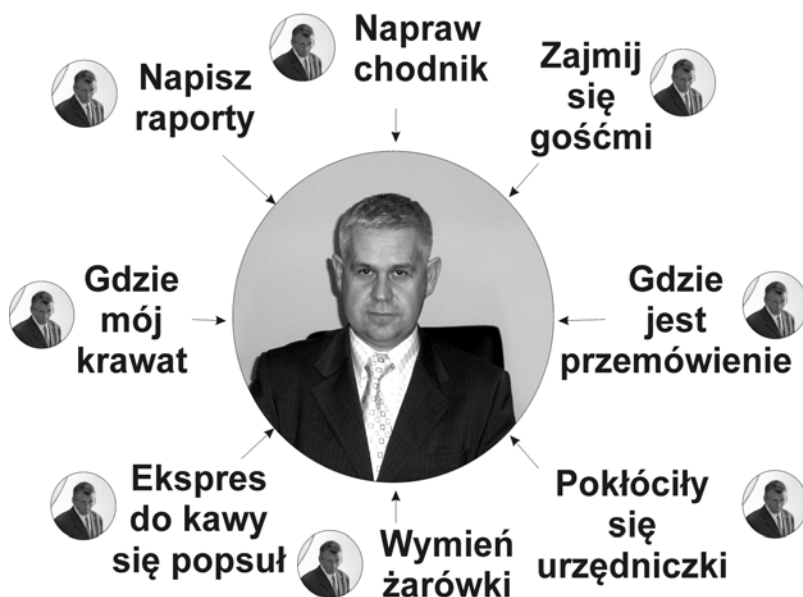 Napraw
chodnik
Zajmij
się
gośćmi
Gdzie
jest
przemówienie
Pokłóciły
się
urzędniczki
Wymień
żarówki
Ekspres
do kawy
się popsuł
Gdzie
mój
krawat
Napisz
raporty